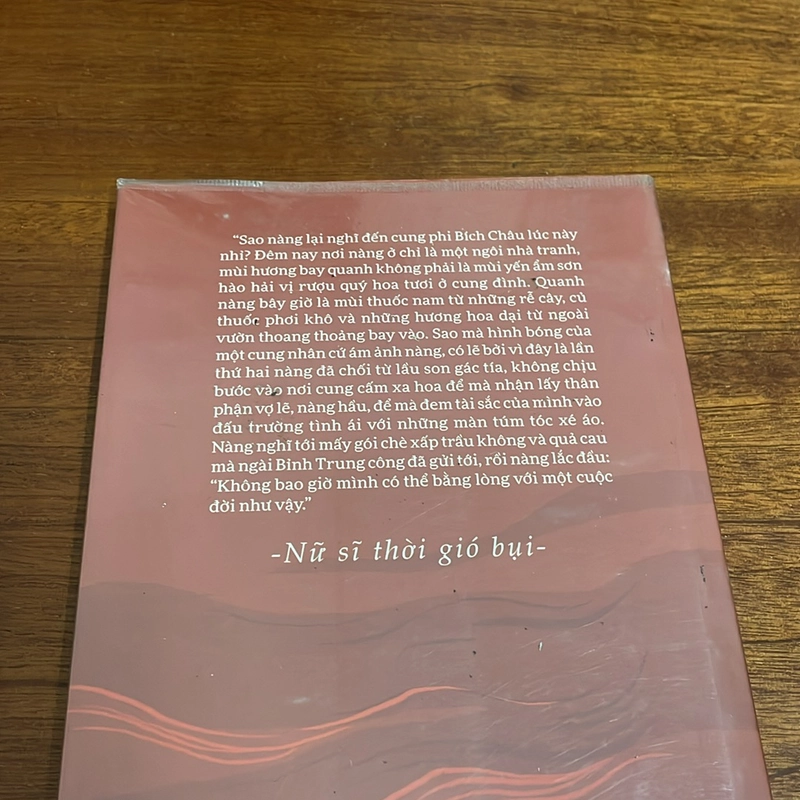 “Sao nàng lại nghĩ đến cung phi Bích Châu lúc này
nhỉ? Đêm nay nơi nàng ở chỉ là một ngôi nhà tranh,
mùi hương bay quanh không phải là mùi yến ẩm sơn
hào hải vị rượu quý hoa tươi ở cung đình. Quanh
nàng bây giờ là mùi thuốc nam từ những rễ cây, củ
thuốc phơi khô và những hương hoa dại từ ngoài
vườn thoang thoảng bay vào. Sao mà hình bóng của
một cung nhân cứ ám ảnh nàng, có lẽ bởi vì đây là lần
thứ hai nàng đã chối từ lầu son gác tía, không chịu
bước vào nơi cung cấm xa hoa để mà nhận lấy thân
phận vợ lẽ, nàng hầu, để mà đem tài sắc của mình vào
đấu trường tình ái với những màn túm tóc xé áo.
Nàng nghĩ tới mấy gói chè xấp trầu không và quả cau
mà ngài Bình Trung công đã gửi tới, rồi nàng lắc đầu:
“Không bao giờ mình có thể bằng lòng với một cuộc
đời như vậy.”
-Nữ sĩ thời gió bụi-